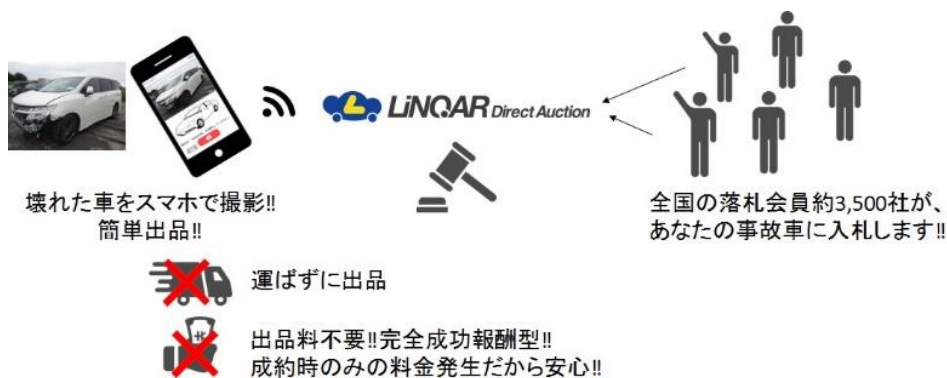 LiNQAR Direct Auction
壊れた車をスマホで撮影!!
簡単出品!!
全国の落札会員約3,500社が、
あなたの事故車に入札します!!
運ばずに出品
出品料不要!!完全成功報酬型!!
成約時のみの料金発生だから安心!!